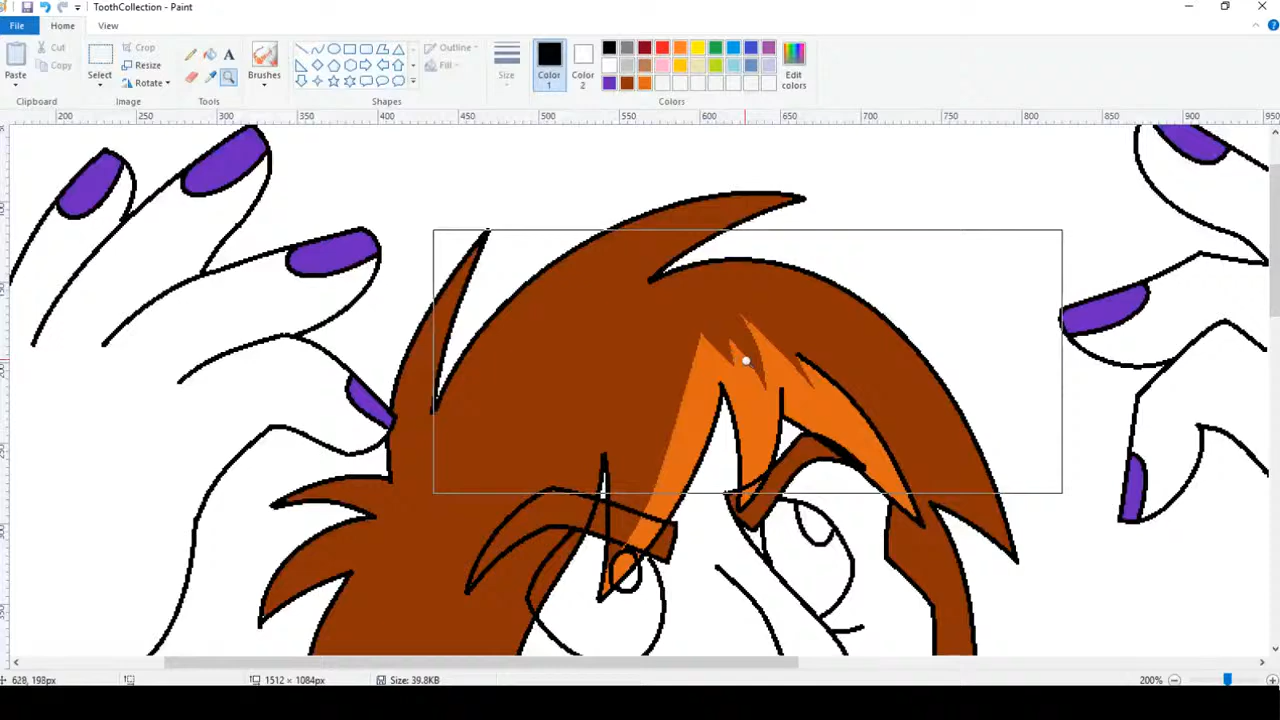 ToothCollection - Paint
File Home View
Paste
Cut
Copy
Clipboard
Select
Crop
Resize
Rotate
Image
A
Tools
Brushes
Shapes
Outline
Fill
Size
Color 1
Color 2
Edit colors
Colors
200 250 300 350 400 450 500 550 600 650 700 750 800 850 900 950
628, 198px
1512 × 1084px
Size: 39.8KB
200%